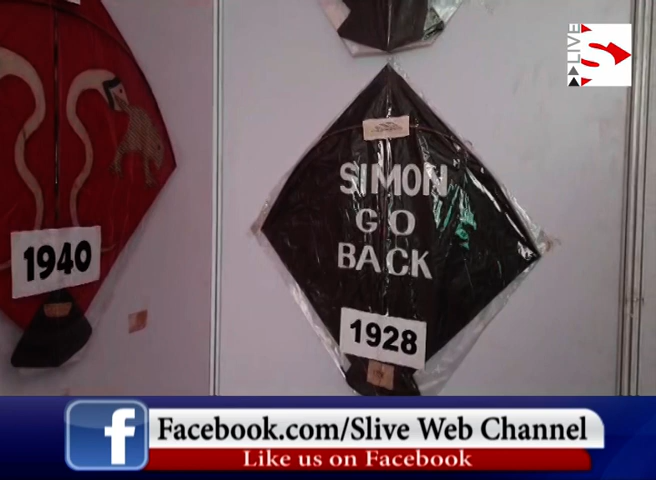 LIVE
S
SIMON
GO
BACK
1940
1928
f
Facebook.com/Slive Web Channel
Like us on Facebook